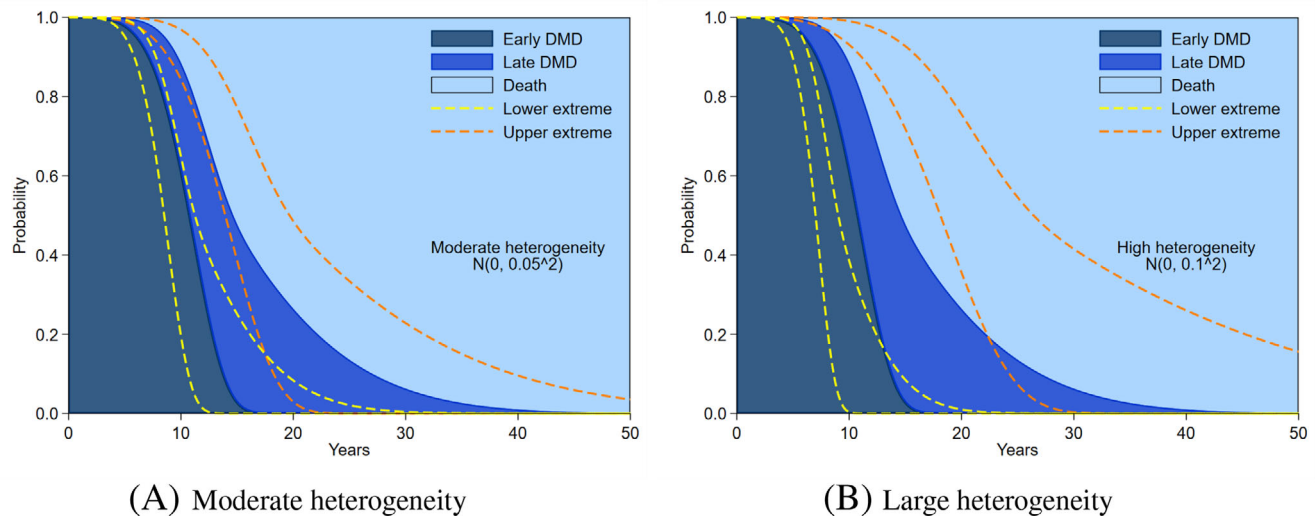 1.0
0.8
0.6
0.4
0.2
0.0
Probability
0
10
20
30
40
50
Years
Early DMD
Late DMD
Death
Lower extreme
Upper extreme
Moderate heterogeneity
N(0, 0.05^2)
(A) Moderate heterogeneity
1.0
0.8
0.6
0.4
0.2
0.0
Probability
0
10
20
30
40
50
Years
Early DMD
Late DMD
Death
Lower extreme
Upper extreme
High heterogeneity
N(0, 0.1^2)
(B) Large heterogeneity